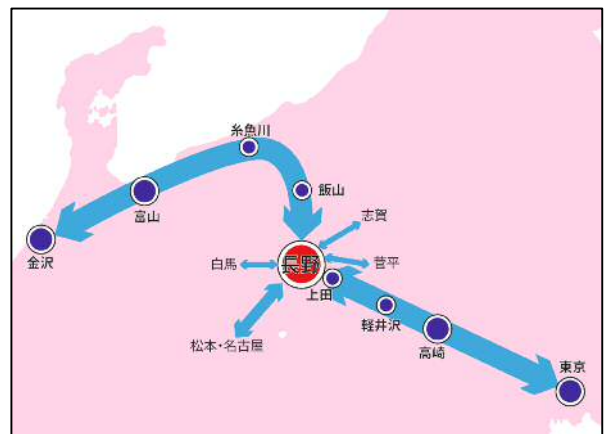 糸魚川
飯山
富山
志賀
金沢
白馬
長野
菅平
上田
軽井沢
松本・名古屋
高崎
東京